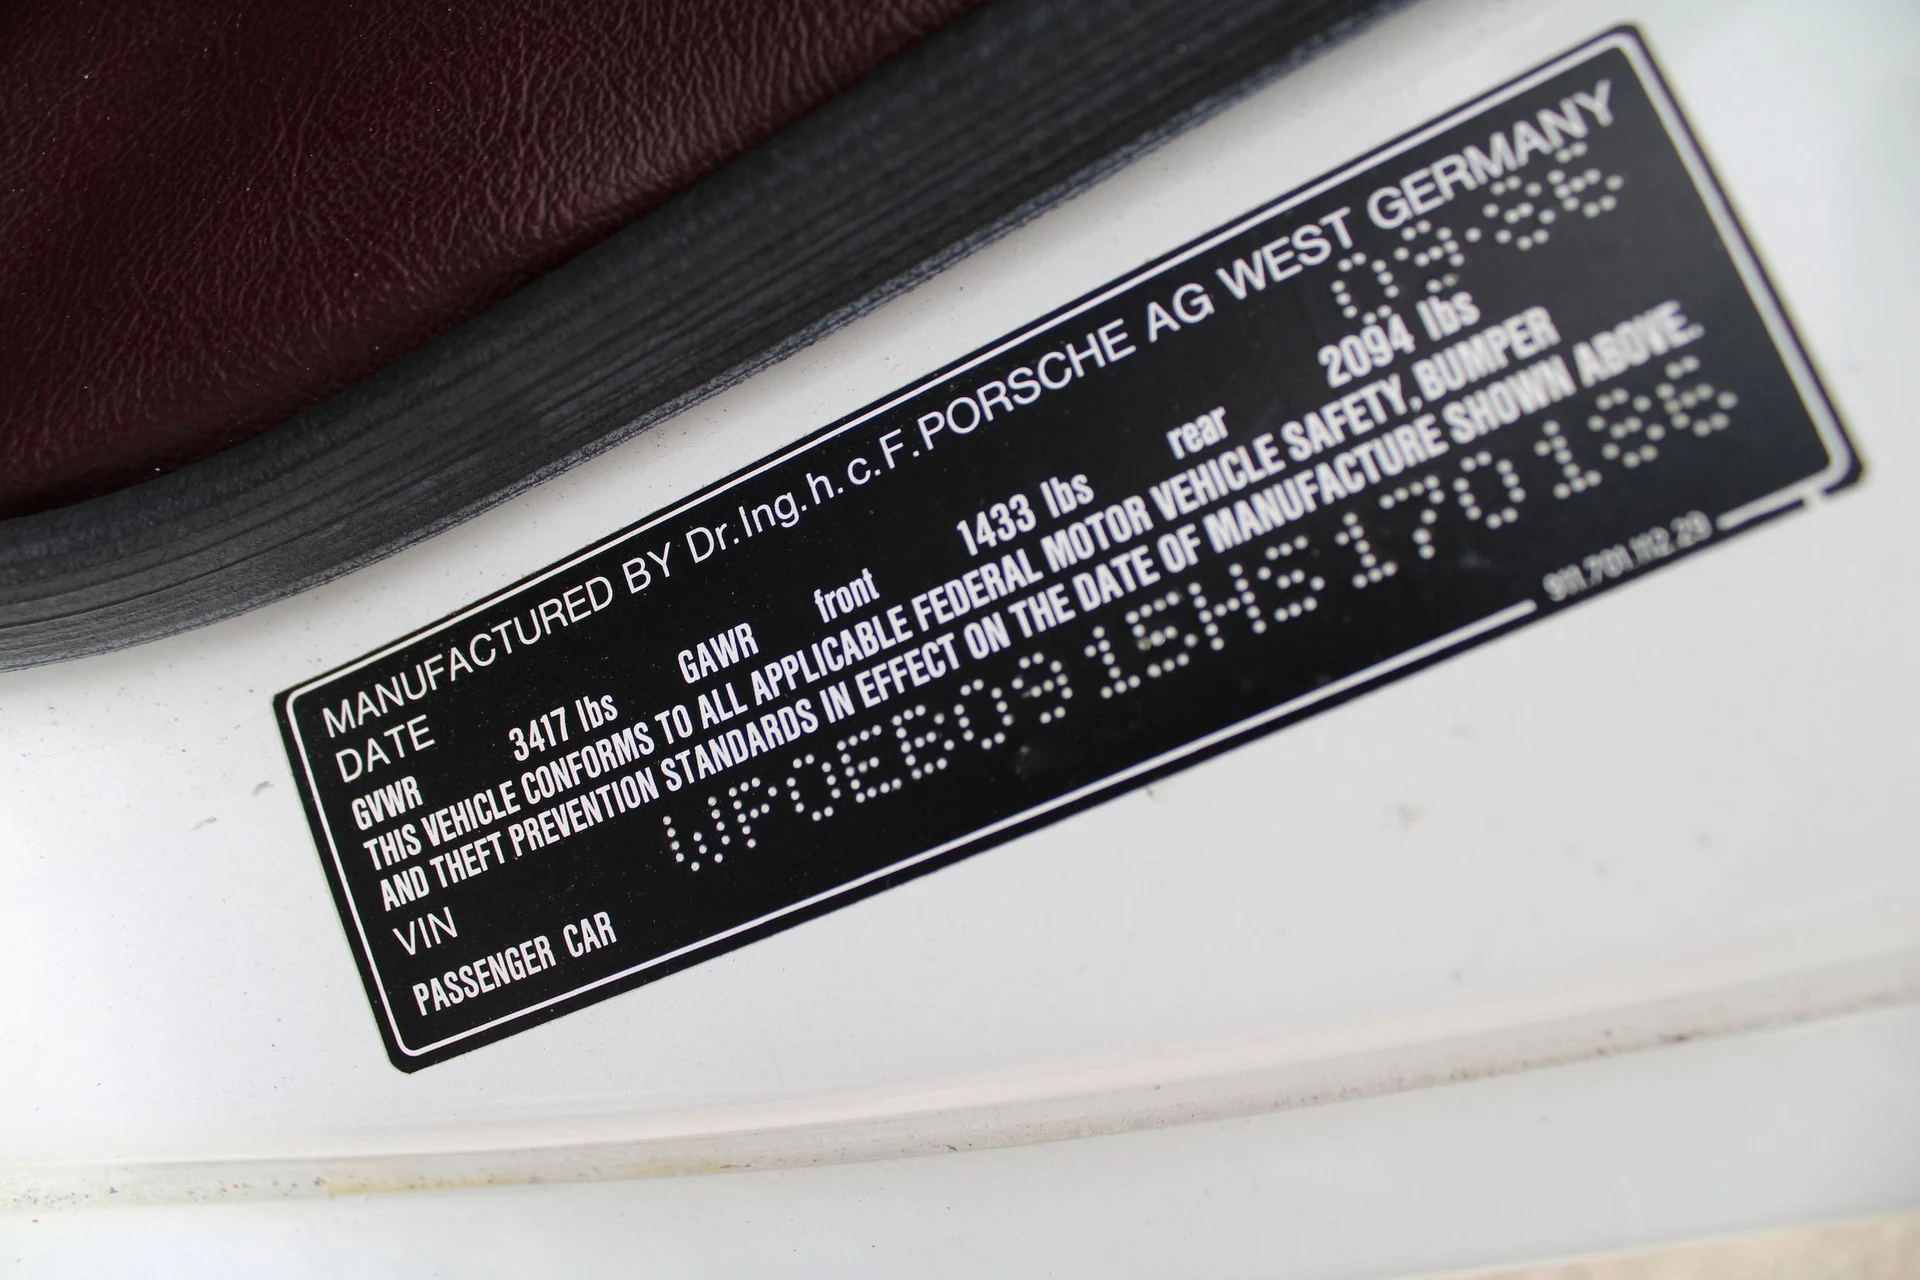 MANUFACTURED BY Dr.Ing.h.c.F.PORSCHE AG WEST GERMANY
DATE 09-86
GVWR 3417 lbs GAWR front 1433 lbs rear 2094 lbs
THIS VEHICLE CONFORMS TO ALL APPLICABLE FEDERAL MOTOR VEHICLE SAFETY, BUMPER
AND THEFT PREVENTION STANDARDS IN EFFECT ON THE DATE OF MANUFACTURE SHOWN ABOVE.
VIN WP0EB0915HS170186
PASSENGER CAR
911.701.112.29